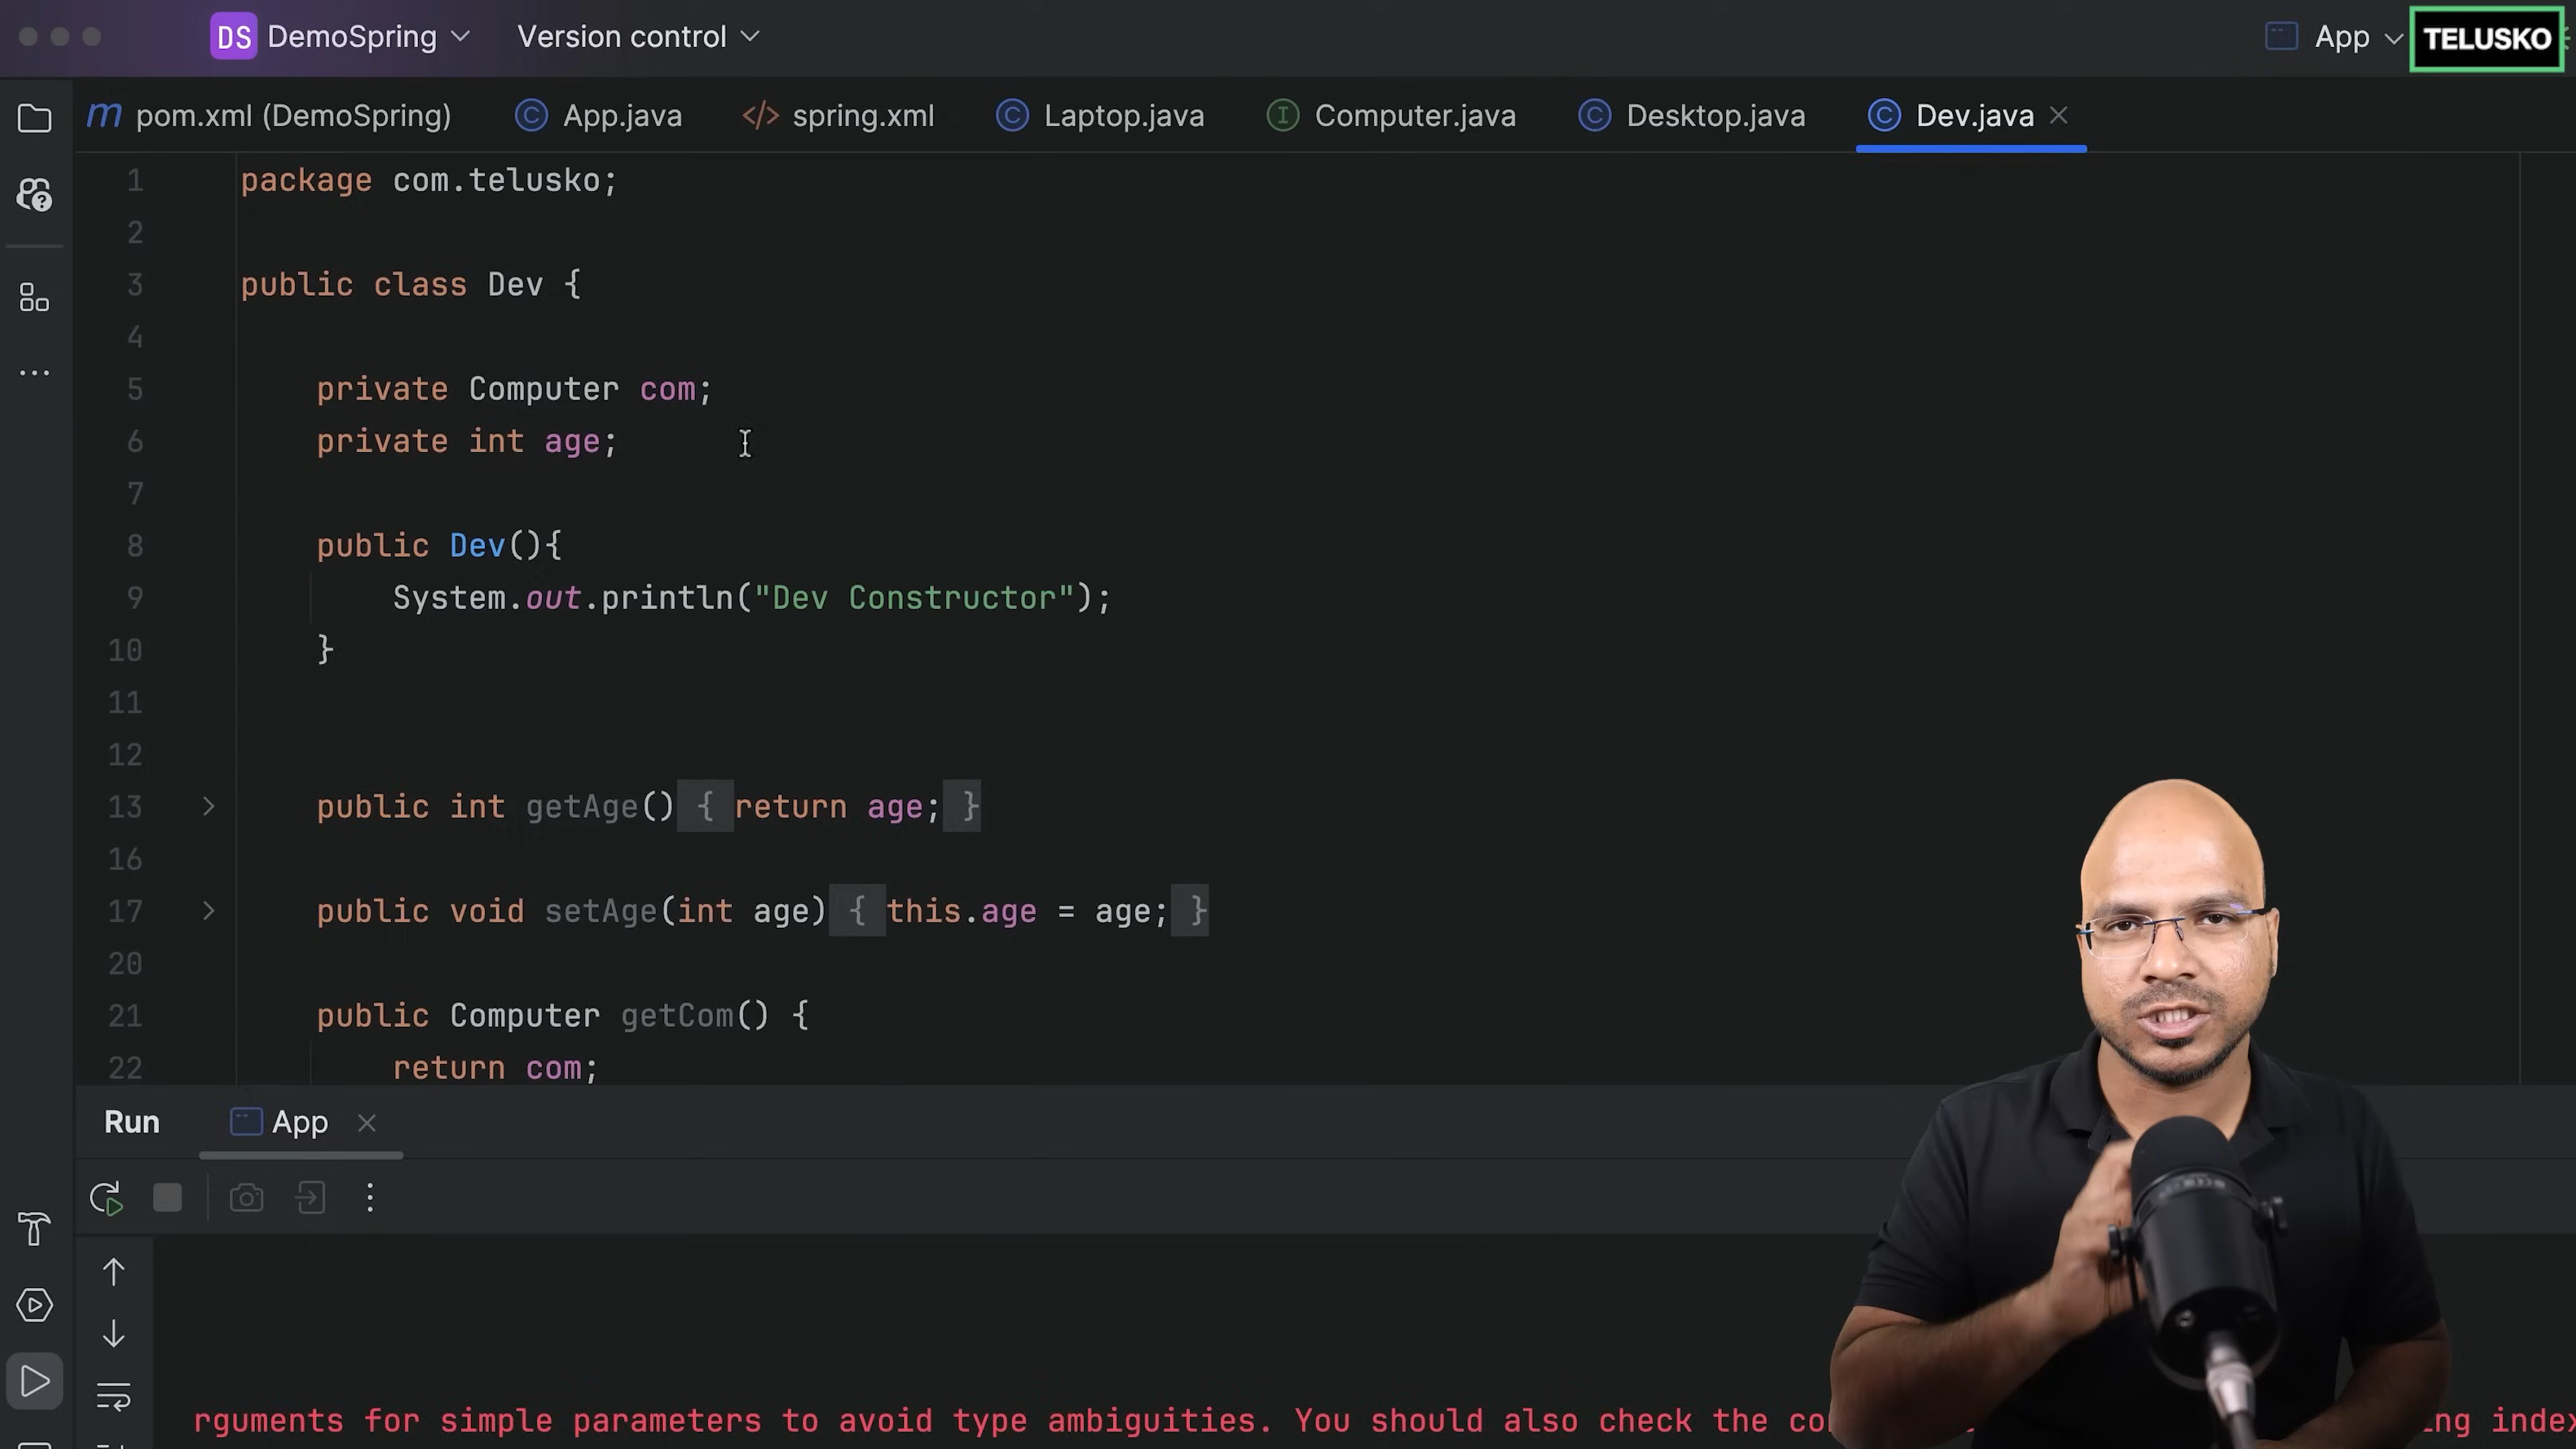 DS DemoSpring Version control App TELUSKO
pom.xml (DemoSpring) App.java </> spring.xml Laptop.java Computer.java Desktop.java Dev.java
1 package com.telusko;
2
3 public class Dev {
4
5 private Computer com;
6 private int age;
7
8 public Dev(){
9 System.out.println("Dev Constructor");
10 }
11
12
13 public int getAge() { return age; }
16
17 public void setAge(int age) { this.age = age; }
20
21 public Computer getCom() {
22 return com;
Run App
rguments for simple parameters to avoid type ambiguities. You should also check the